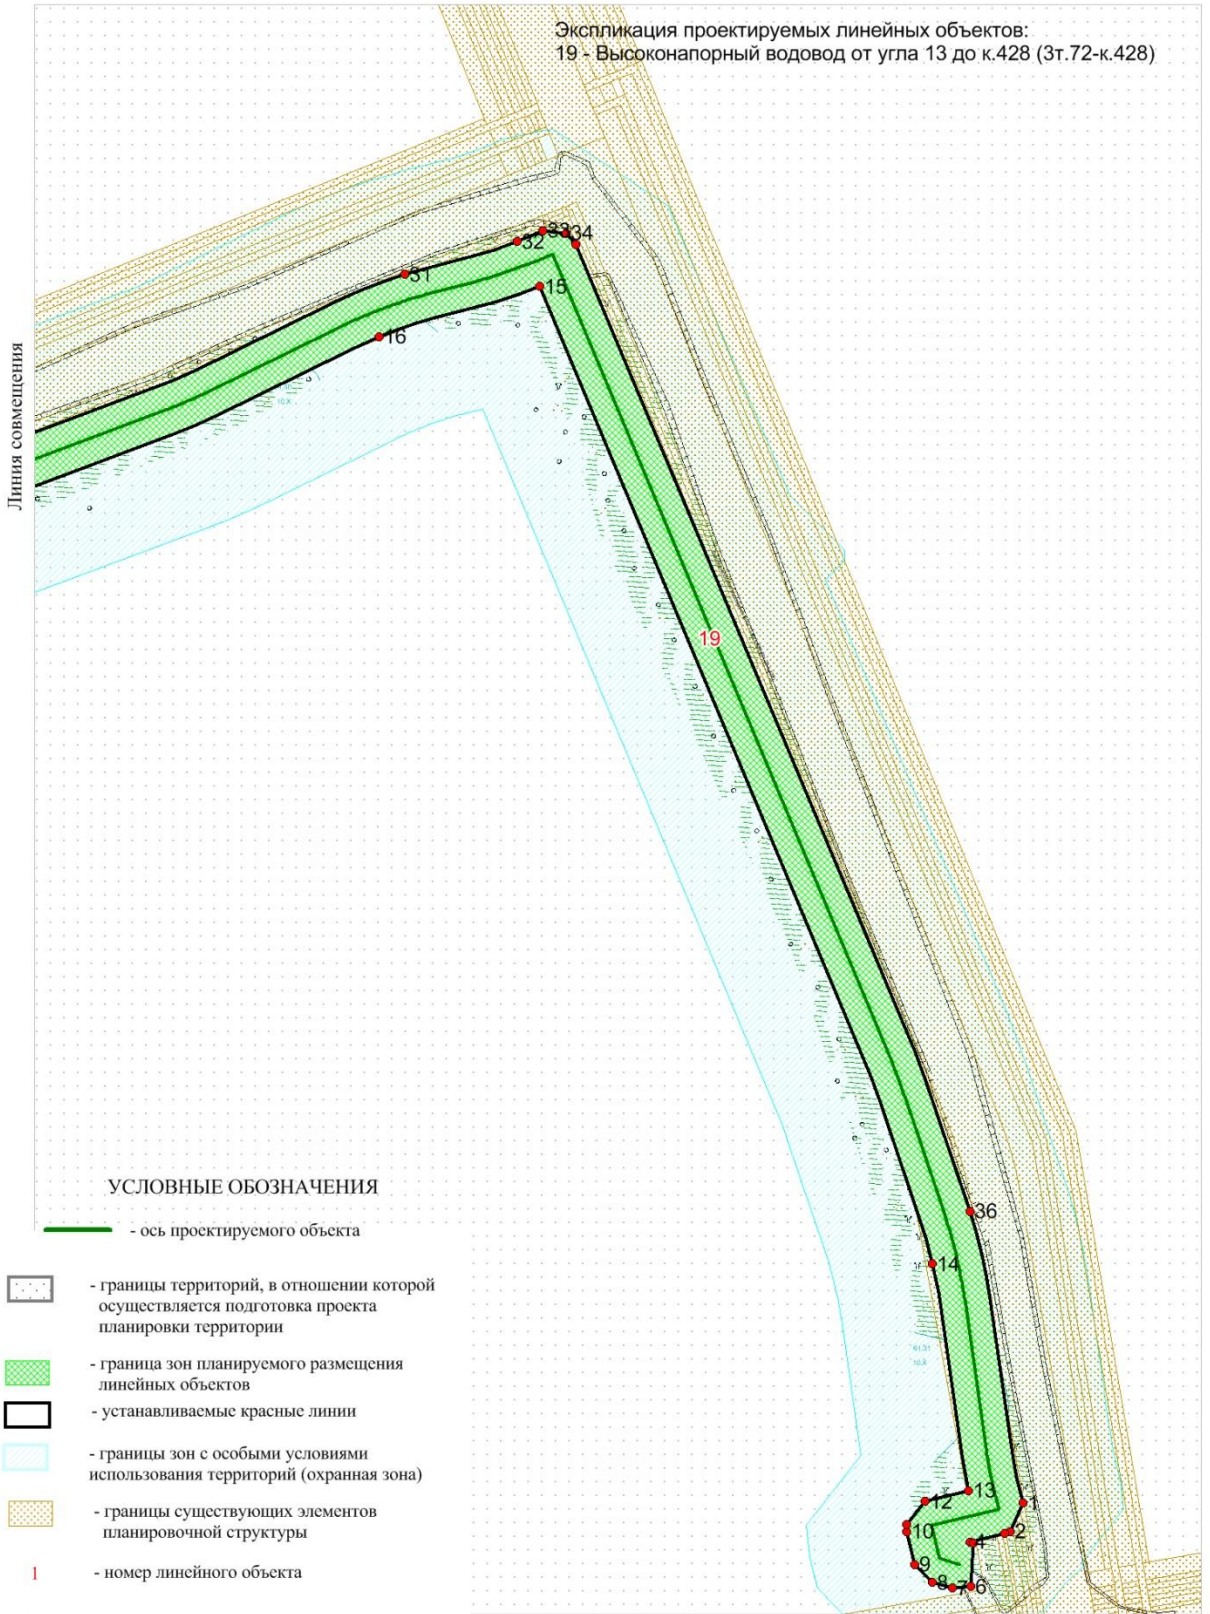 Экспликация проектируемых линейных объектов:
19 - Высоконапорный водовод от угла 13 до к.428 (3т.72-к.428)
34
32
31
15
16
Линия совмещения
19
36
14
13
12
1
10
2
4
9
8
7
6
УСЛОВНЫЕ ОБОЗНАЧЕНИЯ
- ось проектируемого объекта
- границы территорий, в отношении которой
осуществляется подготовка проекта
планировки территории
- граница зон планируемого размещения
линейных объектов
- устанавливаемые красные линии
- границы зон с особыми условиями
использования территорий (охранная зона)
- границы существующих элементов
планировочной структуры
1 - номер линейного объекта